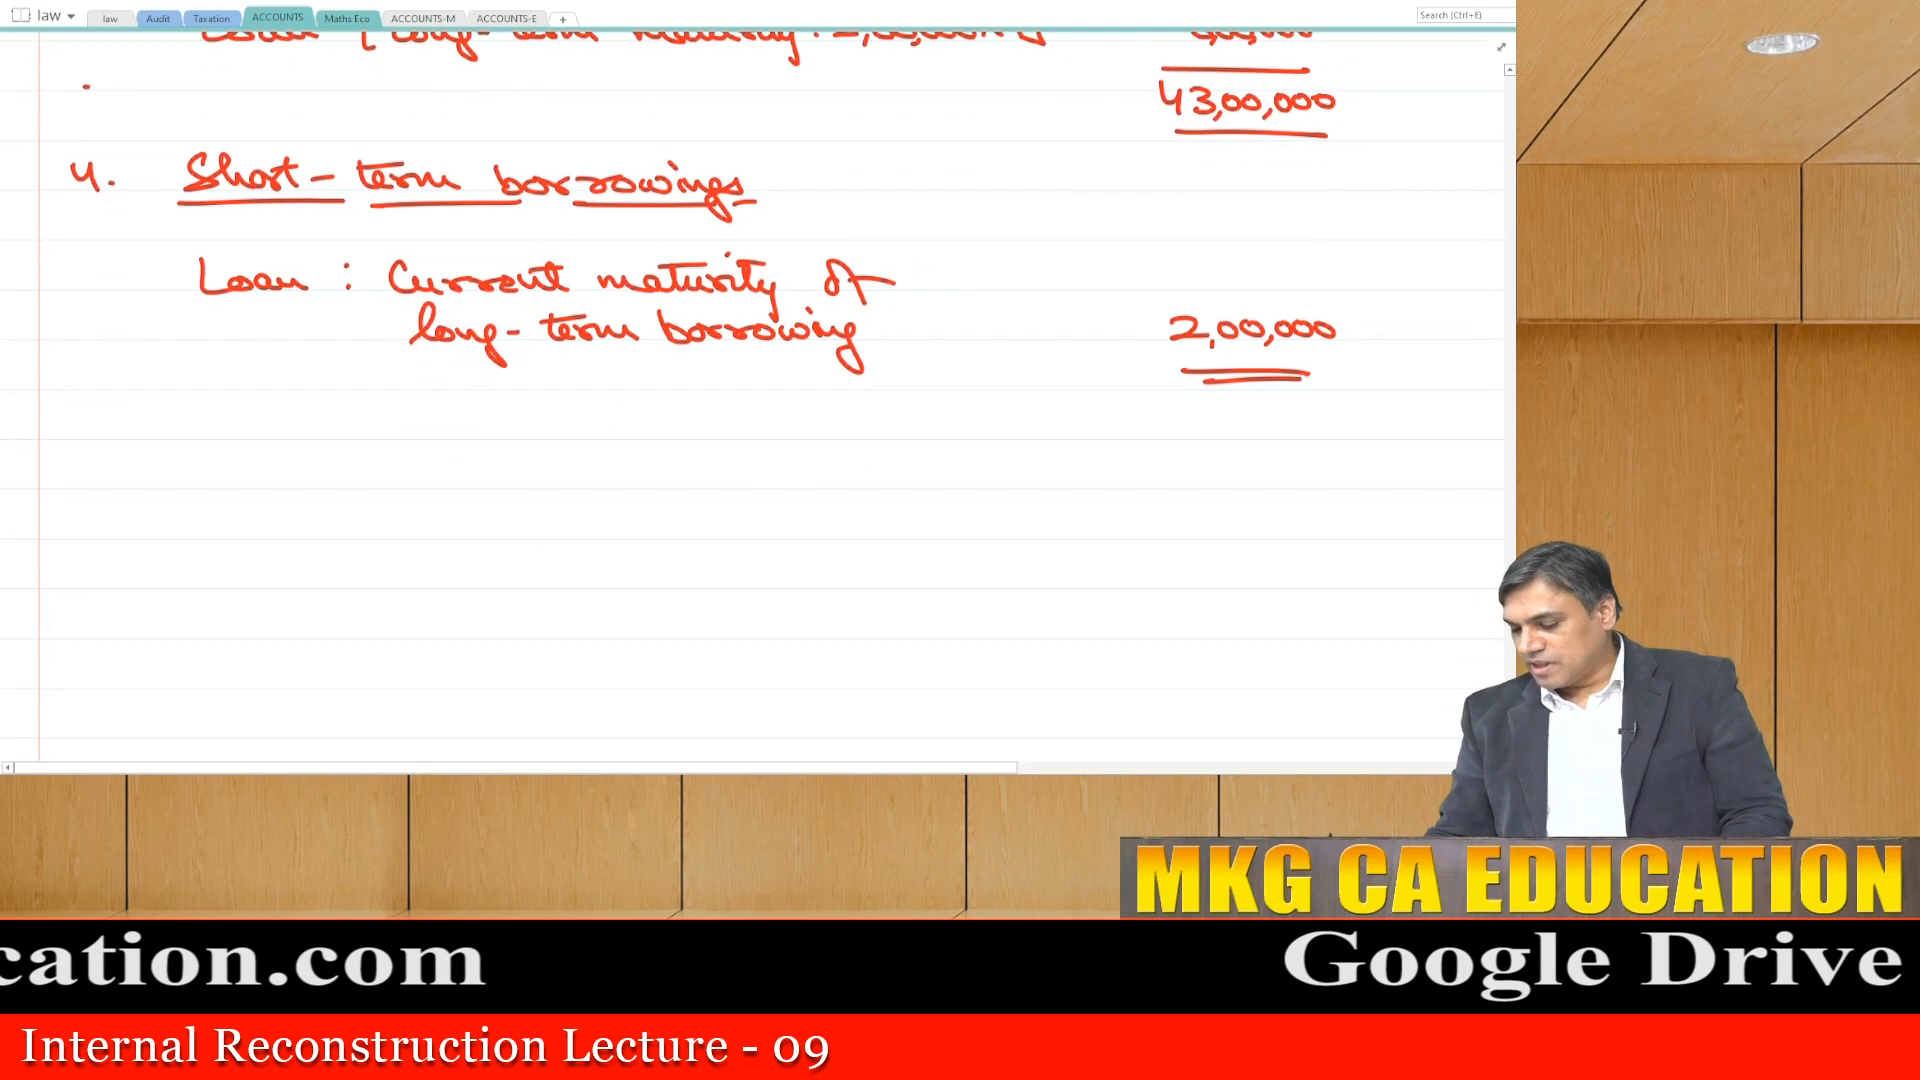 law
law Audit Taxation ACCOUNTS Maths Eco ACCOUNTS-M ACCOUNTS-E +
Search (Ctrl+E)
43,00,000
4. Short-term borrowings
Loan : Current maturity of
long-term borrowing 2,00,000
MKG CA EDUCATION
cation.com Google Drive
Internal Reconstruction Lecture - 09